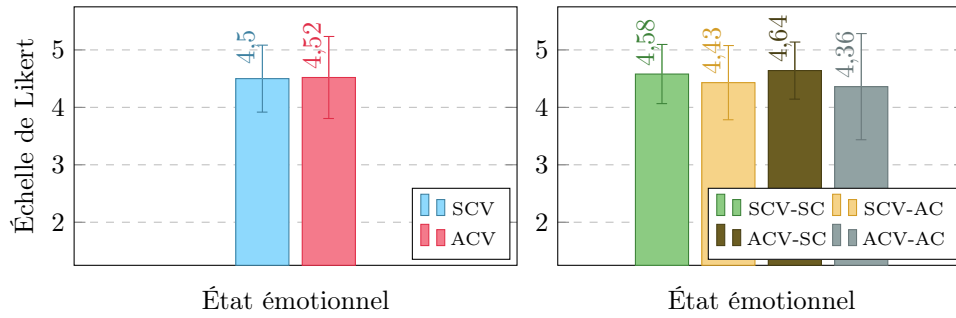 Échelle de Likert
5
4
3
2
4,5
4,52
SCV
ACV
État émotionnel
5
4
3
2
4,58
4,43
4,64
4,36
SCV-SC SCV-AC
ACV-SC ACV-AC
État émotionnel